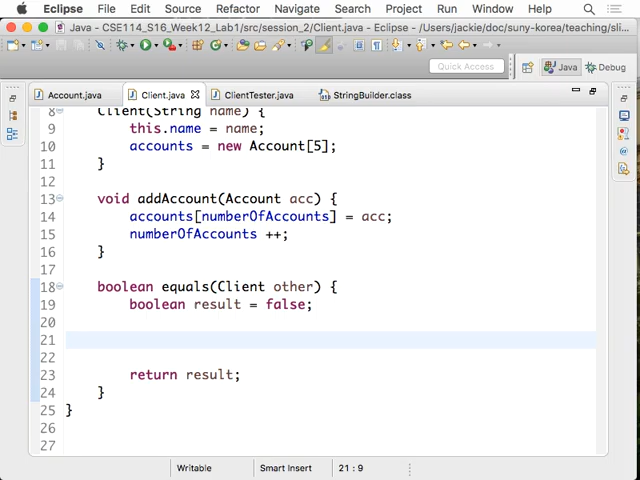 Eclipse File Edit Source Refactor Navigate Search Project Run Window Help
Java - CSE114_S16_Week12_Lab1/src/session_2/Client.java - Eclipse - /Users/jackie/doc/suny-korea/teaching/sli...
Quick Access Java Debug
Account.java Client.java ClientTester.java StringBuilder.class
8 Client(String name) {
9 this.name = name;
10 accounts = new Account[5];
11 }
12
13 void addAccount(Account acc) {
14 accounts[numberOfAccounts] = acc;
15 numberOfAccounts ++;
16 }
17
18 boolean equals(Client other) {
19 boolean result = false;
20
21
22
23 return result;
24 }
25 }
26
27
Writable Smart Insert 21 : 9